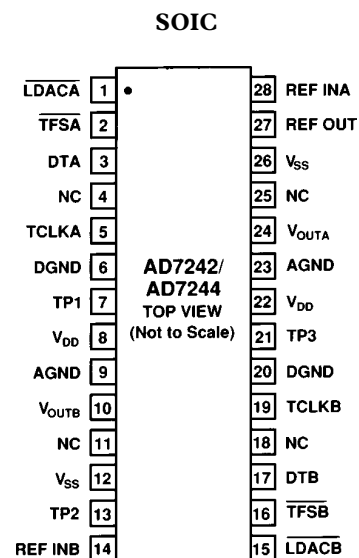 SOIC
LDACA 1 28 REF INA
TFSA 2 27 REF OUT
DTA 3 26 VSS
NC 4 25 NC
TCLKA 5 24 VOUTA
DGND 6 23 AGND
AD7242/
AD7244
TOP VIEW
(Not to Scale)
TP1 7 22 VDD
VDD 8 21 TP3
AGND 9 20 DGND
VOUTB 10 19 TCLKB
NC 11 18 NC
VSS 12 17 DTB
TP2 13 16 TFSB
REF INB 14 15 LDACB